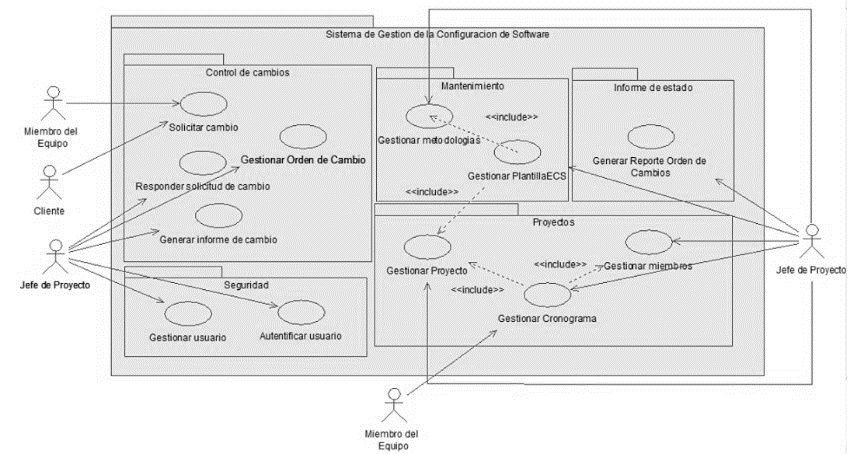 Sistema de Gestion de la Configuracion de Software
Control de cambios
Mantenimiento
Informe de estado
Miembro del
Equipo
Solicitar cambio
Gestionar Orden de Cambio
Gestionar metodologias
<<include>>
Gestionar PlantillaECS
Generar Reporte Orden de
Cambios
Cliente
Responder solicitud de cambio
<<include>>
Generar informe de cambio
Proyectos
Jefe de Proyecto
Gestionar Proyecto
<<include>>
Gestionar miembros
Jefe de Proyecto
Seguridad
<<include>>
Gestionar Cronograma
Gestionar usuario
Autentificar usuario
Miembro del
Equipo